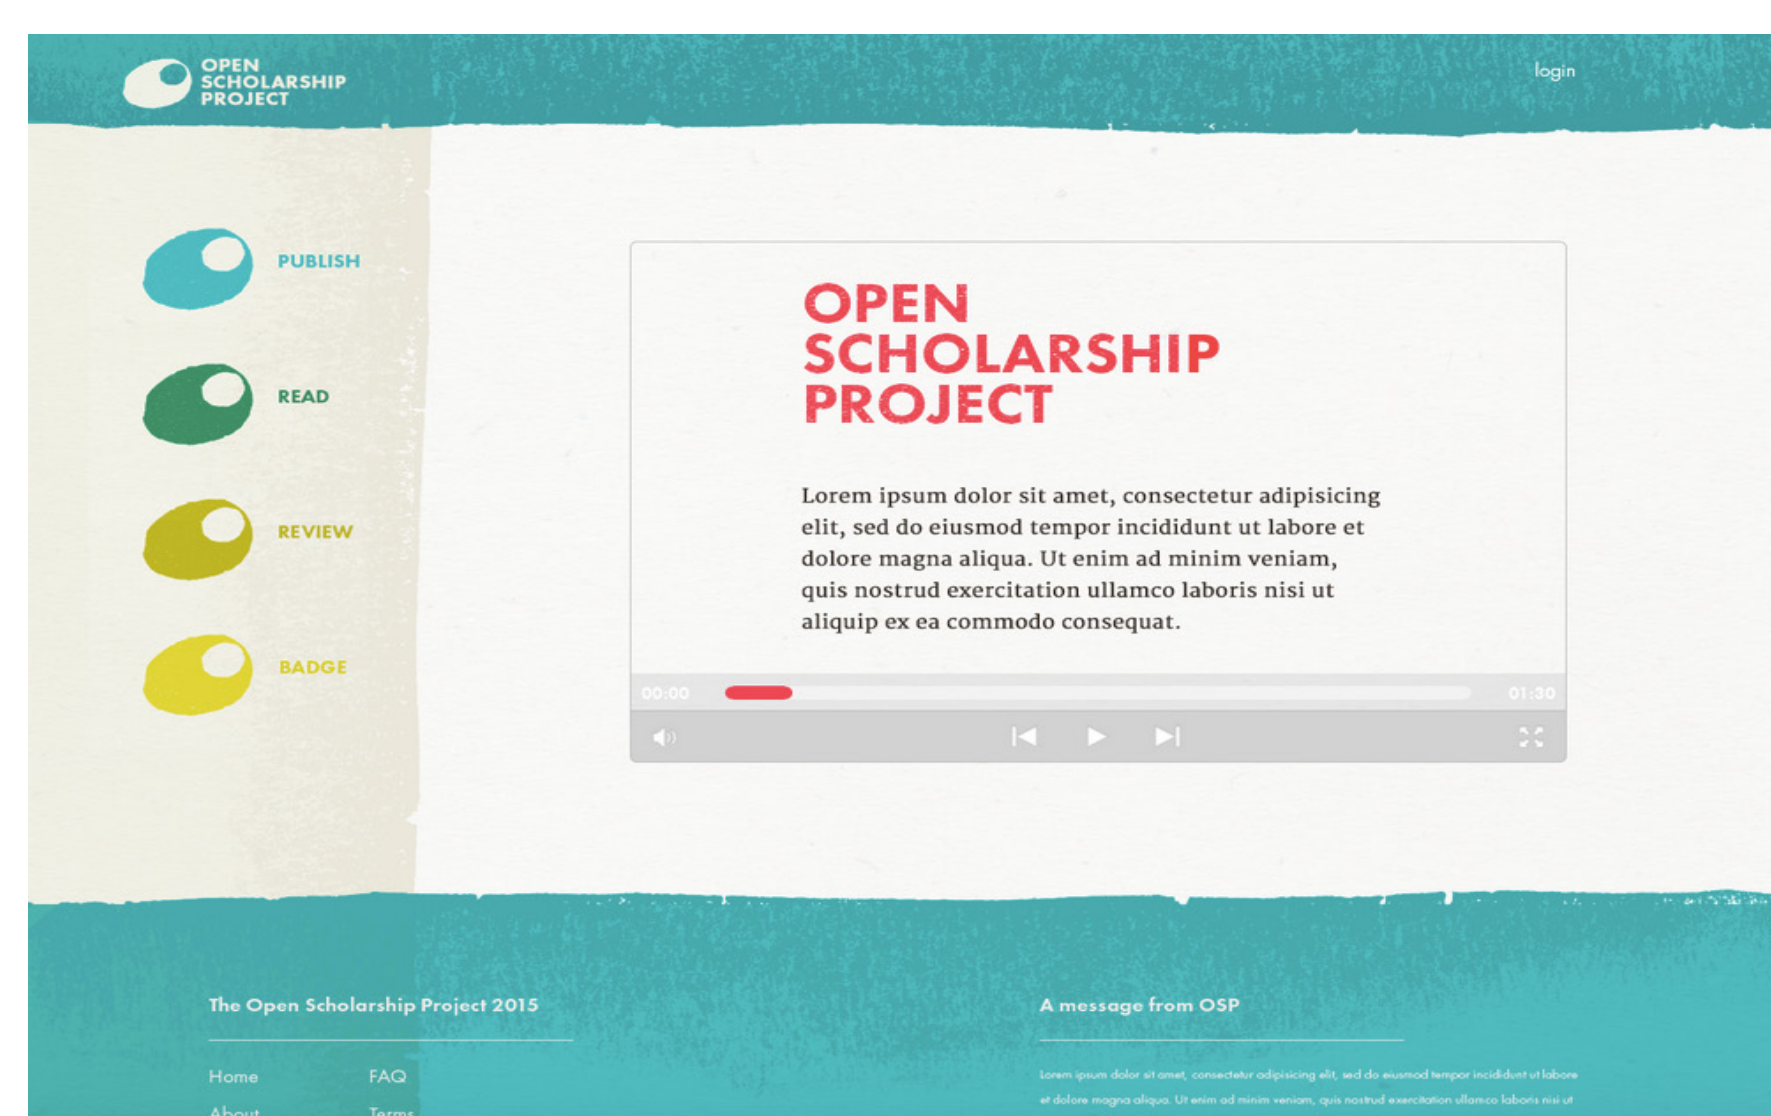 OPEN
SCHOLARSHIP
PROJECT
login
PUBLISH
READ
REVIEW
BADGE
OPEN
SCHOLARSHIP
PROJECT
Lorem ipsum dolor sit amet, consectetur adipisicing
elit, sed do eiusmod tempor incididunt ut labore et
dolore magna aliqua. Ut enim ad minim veniam,
quis nostrud exercitation ullamco laboris nisi ut
aliquip ex ea commodo consequat.
00:00
01:30
The Open Scholarship Project 2015
Home
FAQ
About
Terms
A message from OSP
Lorem ipsum dolor sit amet, consectetur adipisicing elit, sed do eiusmod tempor incididunt ut labore
et dolore magna aliqua. Ut enim ad minim veniam, quis nostrud exercitation ullamco laboris nisi ut